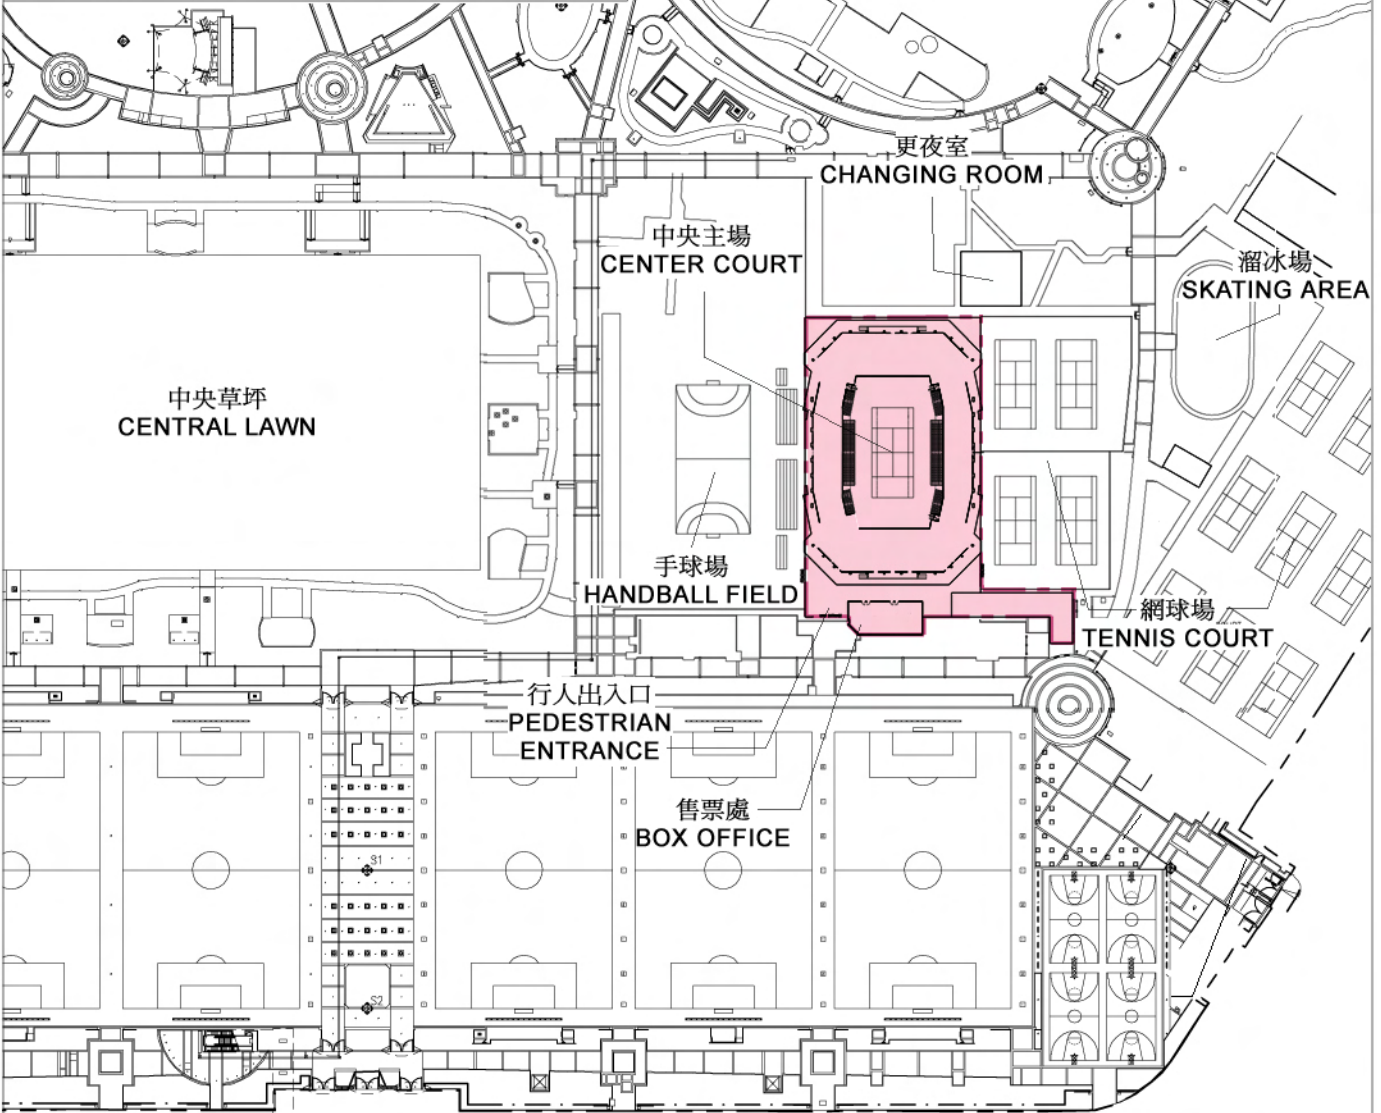 更夜室
CHANGING ROOM
中央主場
CENTER COURT
溜冰場
SKATING AREA
中央草坪
CENTRAL LAWN
手球場
HANDBALL FIELD
網球場
TENNIS COURT
行人出入口
PEDESTRIAN
ENTRANCE
售票處
BOX OFFICE
S1
S2